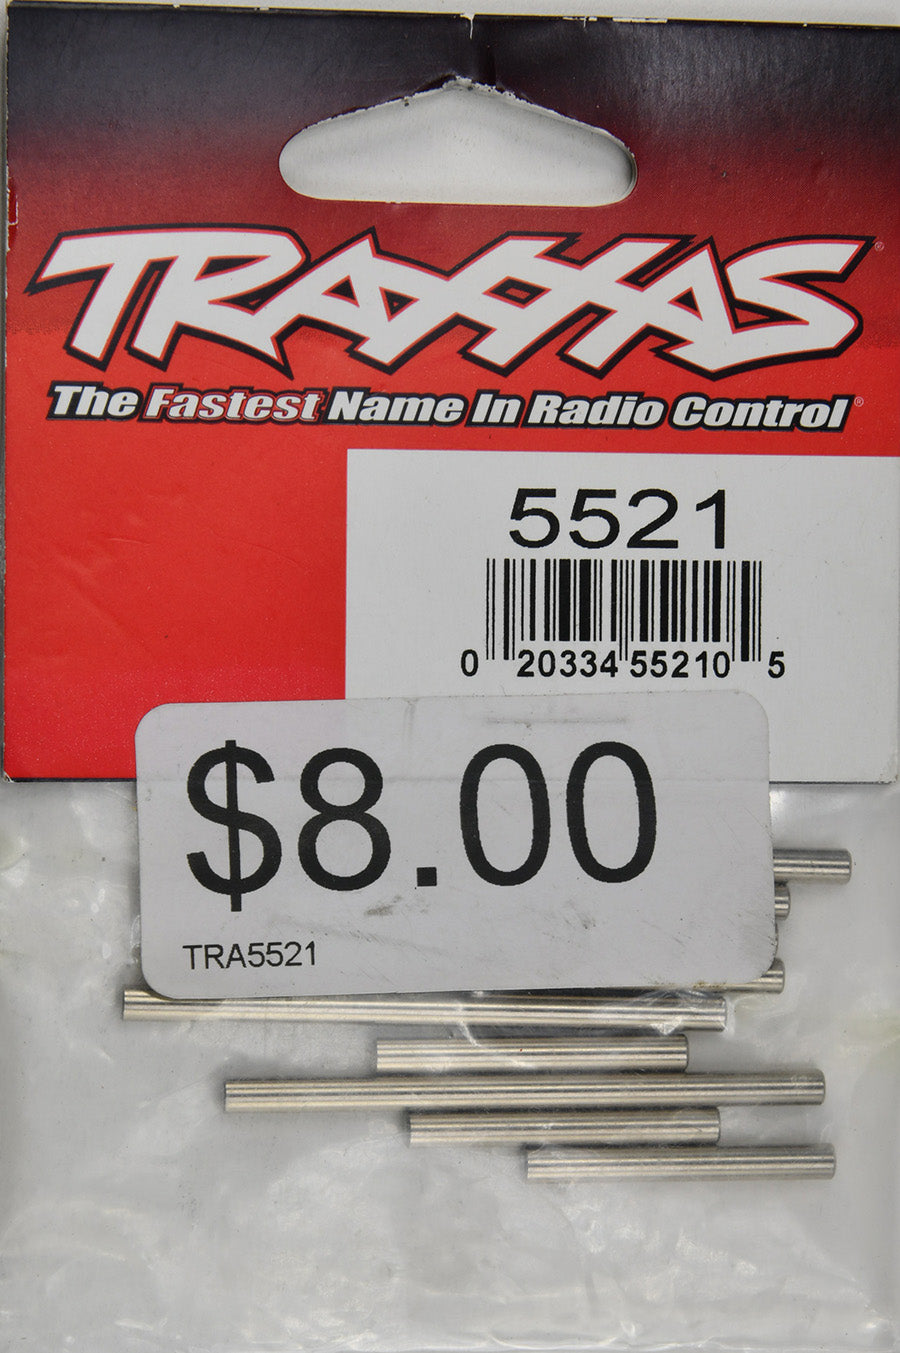 TRAXXAS®
The Fastest Name In Radio Control®
5521
0 20334 55210 5
$8.00
TRA5521